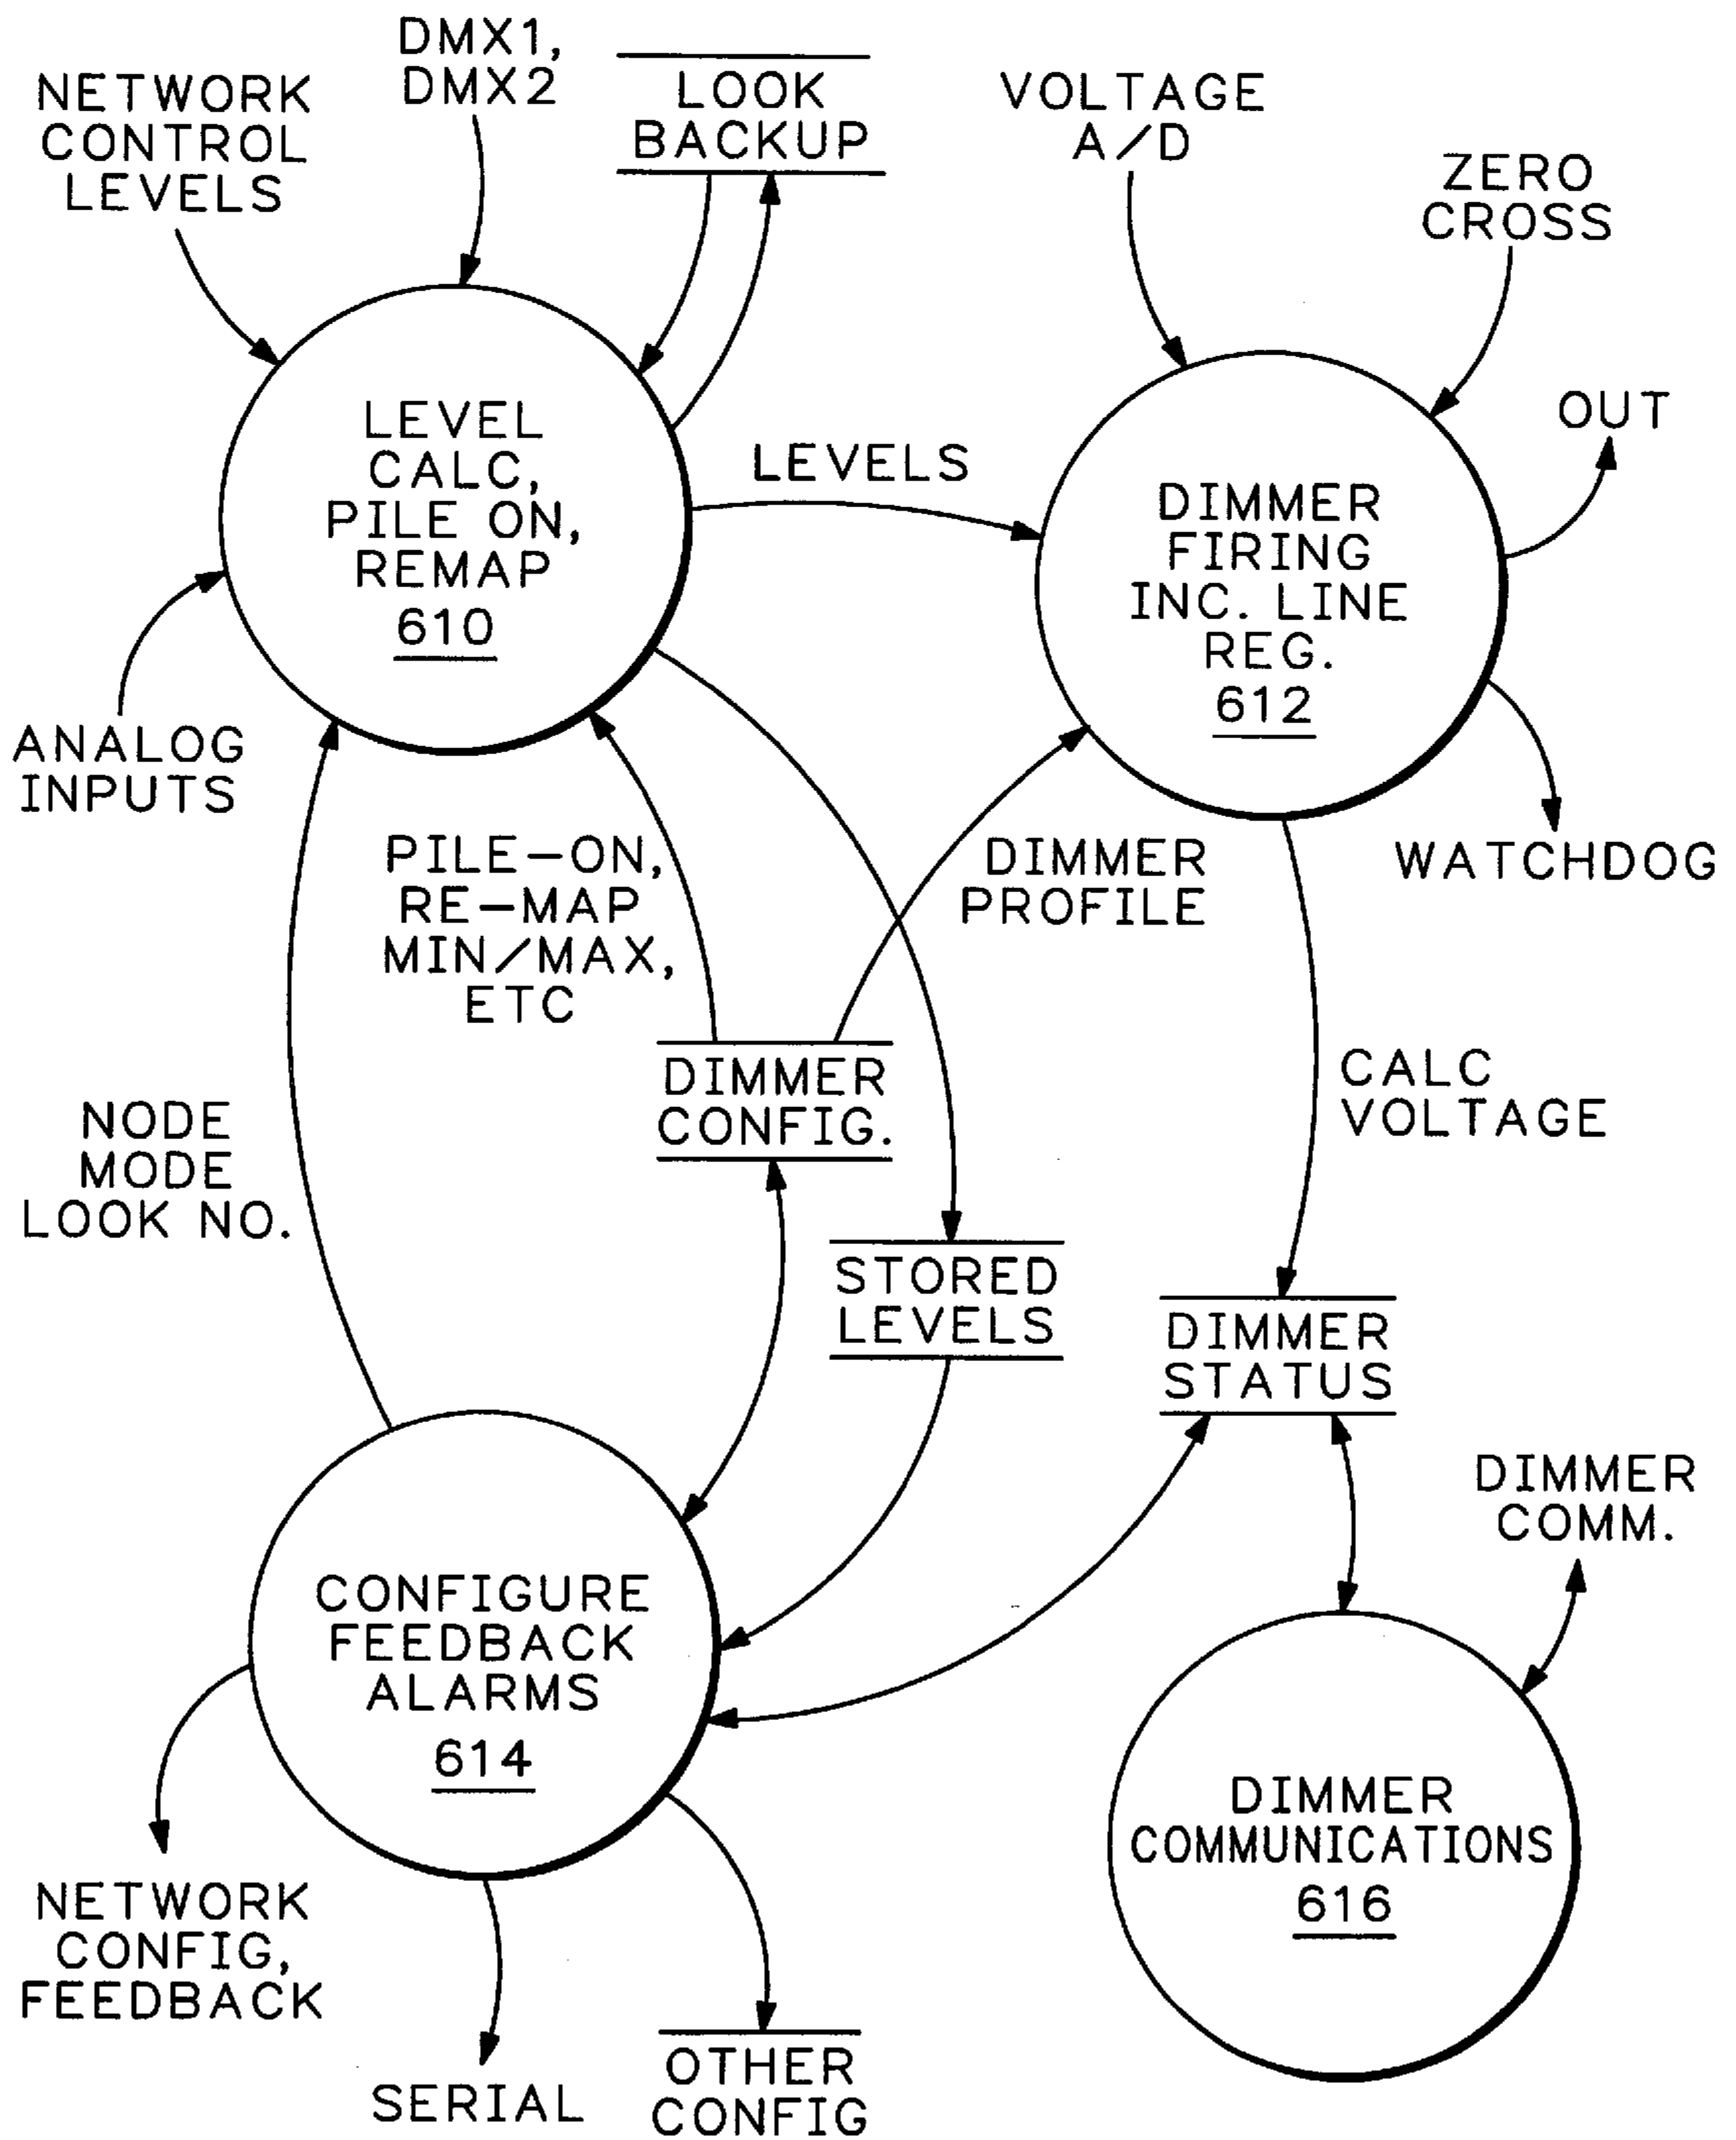 DMX1,
DMX2
NETWORK
CONTROL
LEVELS
LOOK
BACKUP
VOLTAGE
A/D
ZERO
CROSS
OUT
LEVEL
CALC,
PILE ON,
REMAP
610
LEVELS
DIMMER
FIRING
INC. LINE
REG.
612
ANALOG
INPUTS
WATCHDOG
PILE-ON,
RE-MAP
MIN/MAX,
ETC
DIMMER
PROFILE
NODE
MODE
LOOK NO.
DIMMER
CONFIG.
CALC
VOLTAGE
STORED
LEVELS
DIMMER
STATUS
DIMMER
COMM.
CONFIGURE
FEEDBACK
ALARMS
614
DIMMER
COMMUNICATIONS
616
NETWORK
CONFIG,
FEEDBACK
SERIAL
OTHER
CONFIG